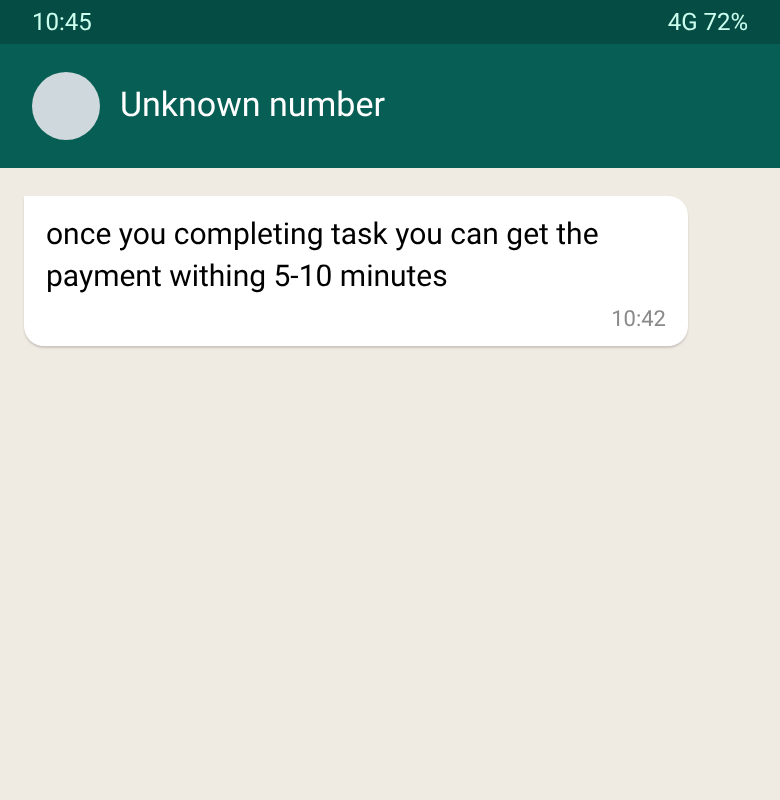 10:45
4G 72%
Unknown number
once you completing task you can get the
payment withing 5-10 minutes
10:42